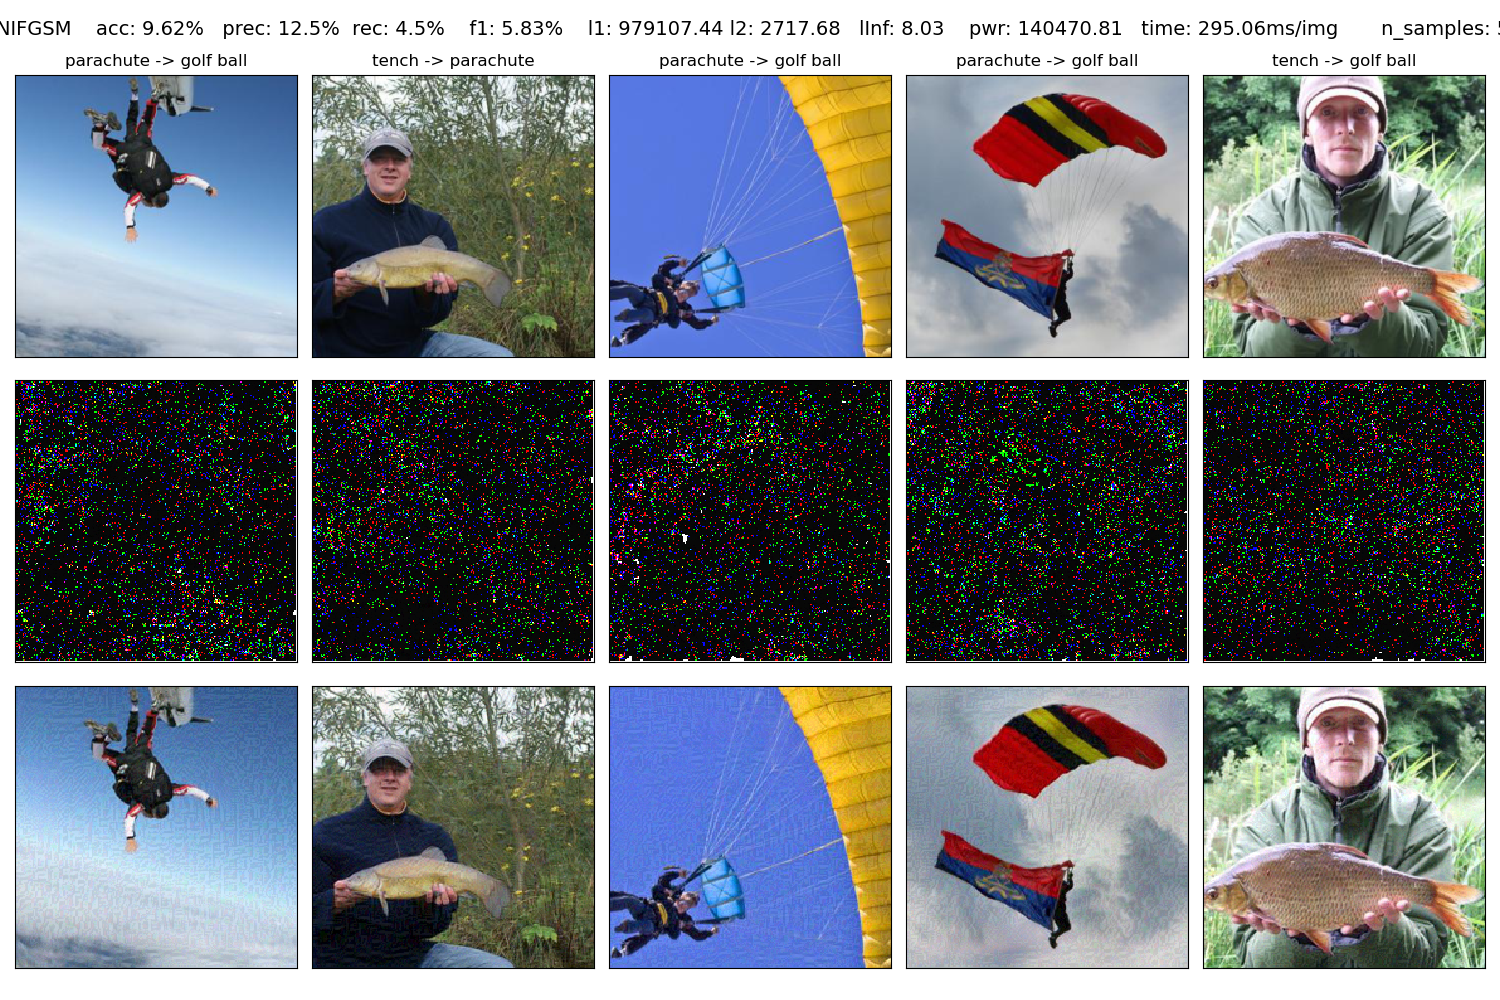 NIFGSM acc: 9.62% prec: 12.5% rec: 4.5% f1: 5.83% l1: 979107.44 l2: 2717.68 lInf: 8.03 pwr: 140470.81 time: 295.06ms/img n_samples:
parachute -> golf ball
tench -> parachute
parachute -> golf ball
parachute -> golf ball
tench -> golf ball